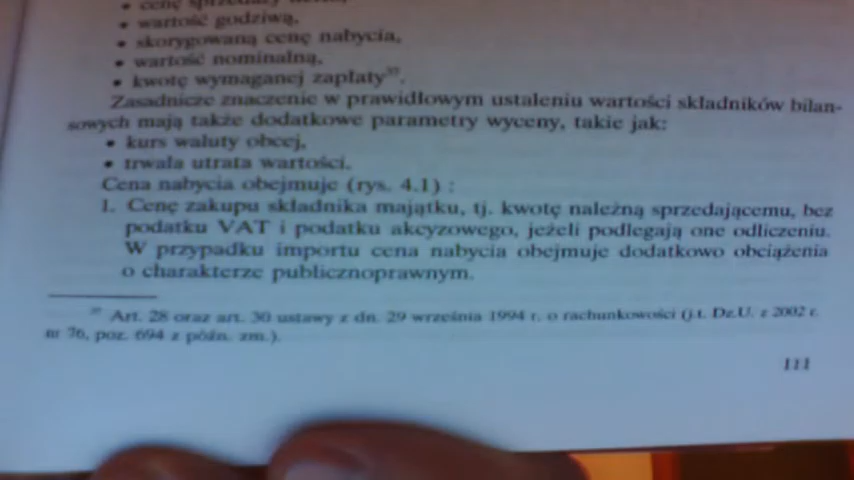 • cenę sprzedaży
• wartość godziwą,
• skorygowaną cenę nabycia,
• wartość nominalną,
• kwotę wymaganej zapłaty³⁷.
Zasadnicze znaczenie w prawidłowym ustaleniu wartości składników bilan-
sowych mają także dodatkowe parametry wyceny, takie jak:
• kurs waluty obcej,
• trwała utrata wartości.
Cena nabycia obejmuje (rys. 4.1) :
1. Cenę zakupu składnika majątku, tj. kwotę należną sprzedającemu, bez
podatku VAT i podatku akcyzowego, jeżeli podlegają one odliczeniu.
W przypadku importu cena nabycia obejmuje dodatkowo obciążenia
o charakterze publicznoprawnym.
³⁷ Art. 28 oraz art. 30 ustawy z dn. 29 września 1994 r. o rachunkowości (j.t. Dz.U. z 2002 r.
nr 76, poz. 694 z późn. zm.).
111